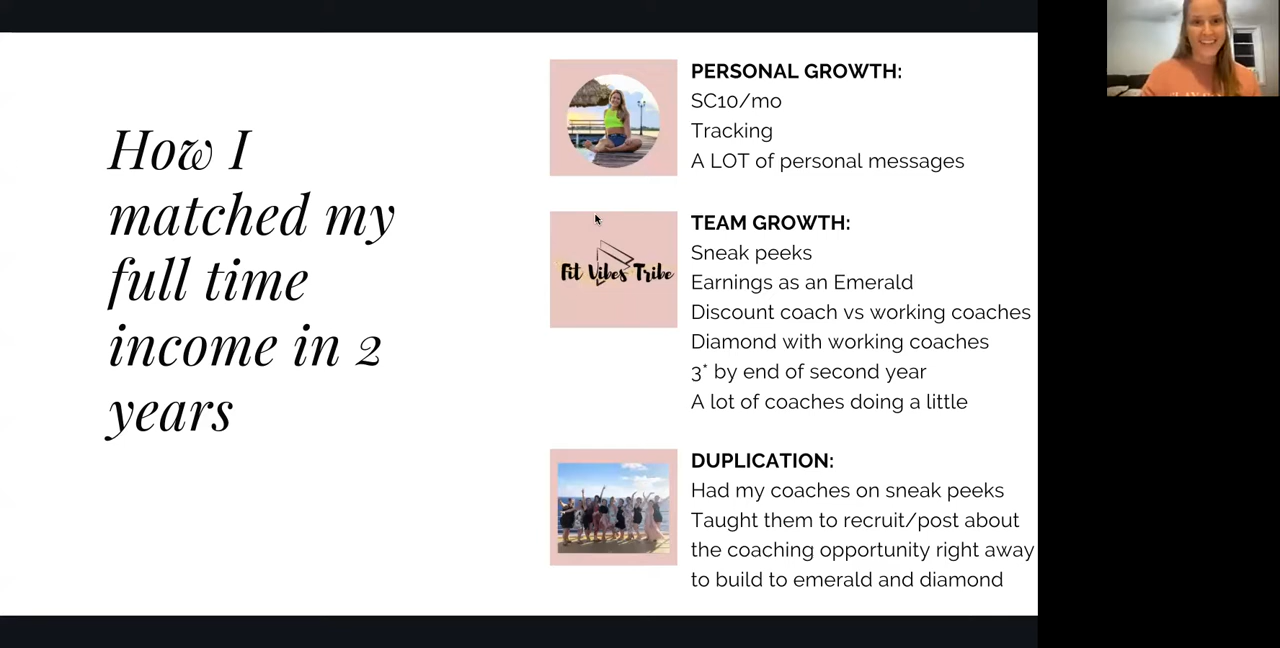 How I
matched my
full time
income in 2
years
PERSONAL GROWTH:
SC10/mo
Tracking
A LOT of personal messages
Fit Vibes Tribe
TEAM GROWTH:
Sneak peeks
Earnings as an Emerald
Discount coach vs working coaches
Diamond with working coaches
3* by end of second year
A lot of coaches doing a little
DUPLICATION:
Had my coaches on sneak peeks
Taught them to recruit/post about
the coaching opportunity right away
to build to emerald and diamond